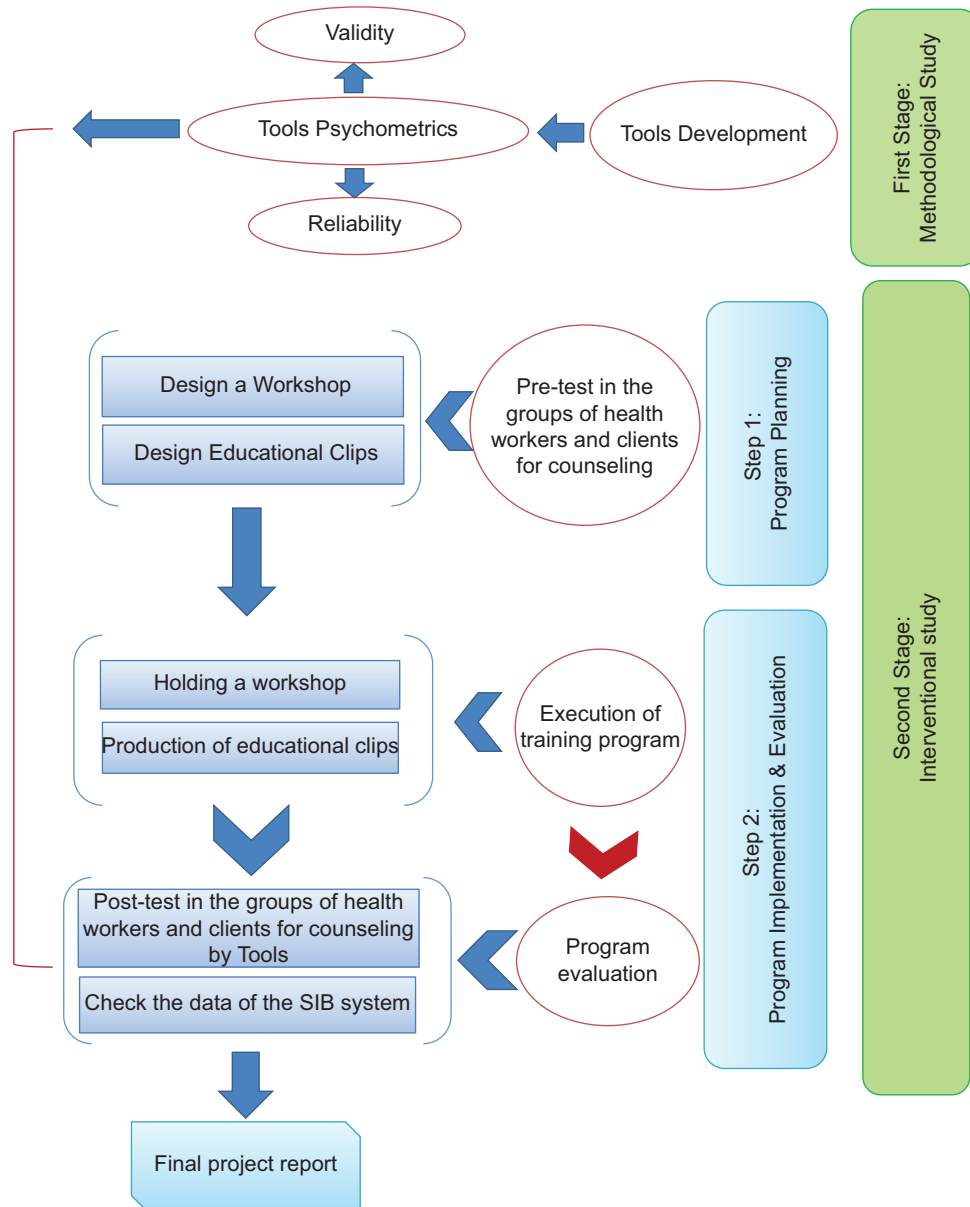 Validity
Tools Psychometrics
Tools Development
Reliability
First Stage:
Methodological Study
Design a Workshop
Design Educational Clips
Pre-test in the
groups of health
workers and clients
for counseling
Step 1:
Program Planning
Second Stage:
Interventional study
Holding a workshop
Production of educational clips
Execution of
training program
Step 2:
Program Implementation & Evaluation
Post-test in the groups of health
workers and clients for counseling
by Tools
Check the data of the SIB system
Program
evaluation
Final project report